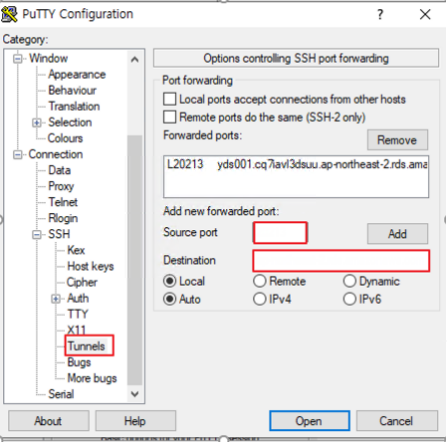 PuTTY Configuration
?
Category:
Window
Appearance
Behaviour
Translation
Selection
Colours
Connection
Data
Proxy
Telnet
Rlogin
SSH
Kex
Host keys
Cipher
Auth
TTY
X11
Tunnels
Bugs
More bugs
Serial
Options controlling SSH port forwarding
Port forwarding
Local ports accept connections from other hosts
Remote ports do the same (SSH-2 only)
Forwarded ports:
Remove
L20213 yds001.cq7iavl3dsuu.ap-northeast-2.rds.ama
Add new forwarded port:
Source port
Add
Destination
Local Remote Dynamic
Auto IPv4 IPv6
About Help Open Cancel